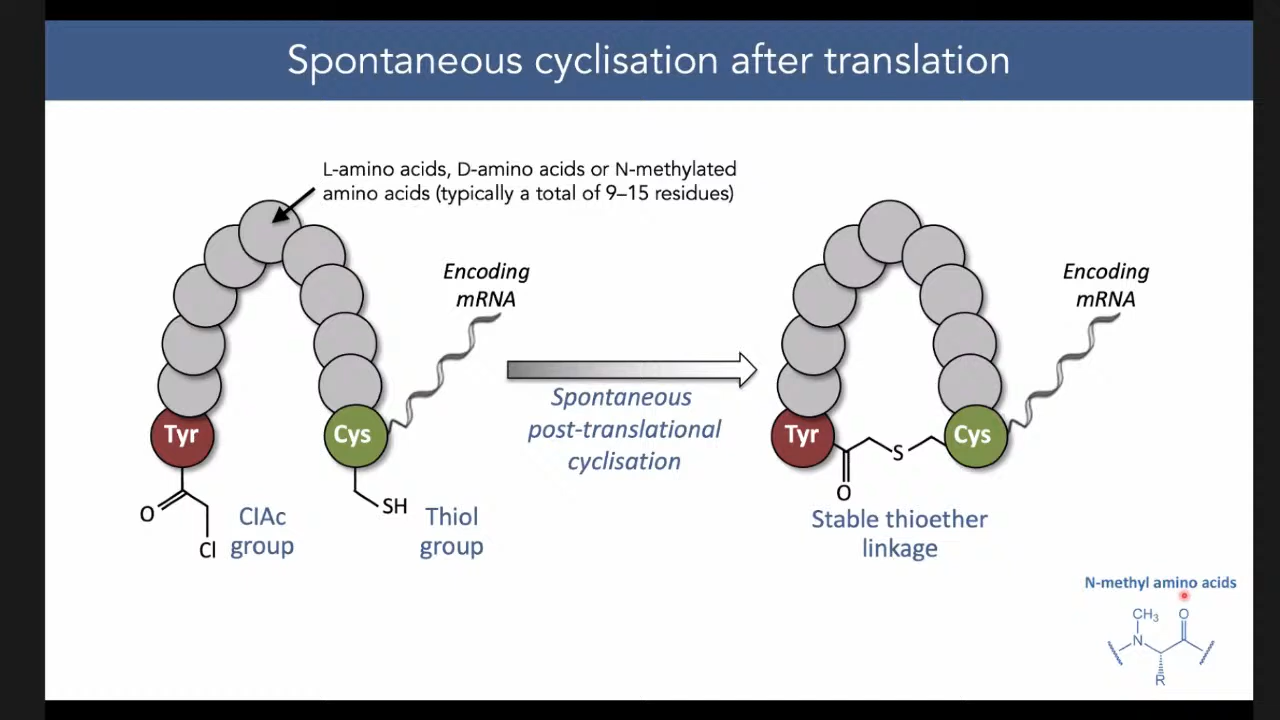 Spontaneous cyclisation after translation
L-amino acids, D-amino acids or N-methylated
amino acids (typically a total of 9–15 residues)
Encoding
mRNA
Tyr
Cys
O
Cl
ClAc
group
SH
Thiol
group
Spontaneous
post-translational
cyclisation
Encoding
mRNA
Tyr
Cys
S
O
Stable thioether
linkage
N-methyl amino acids
CH₃
O
N
R